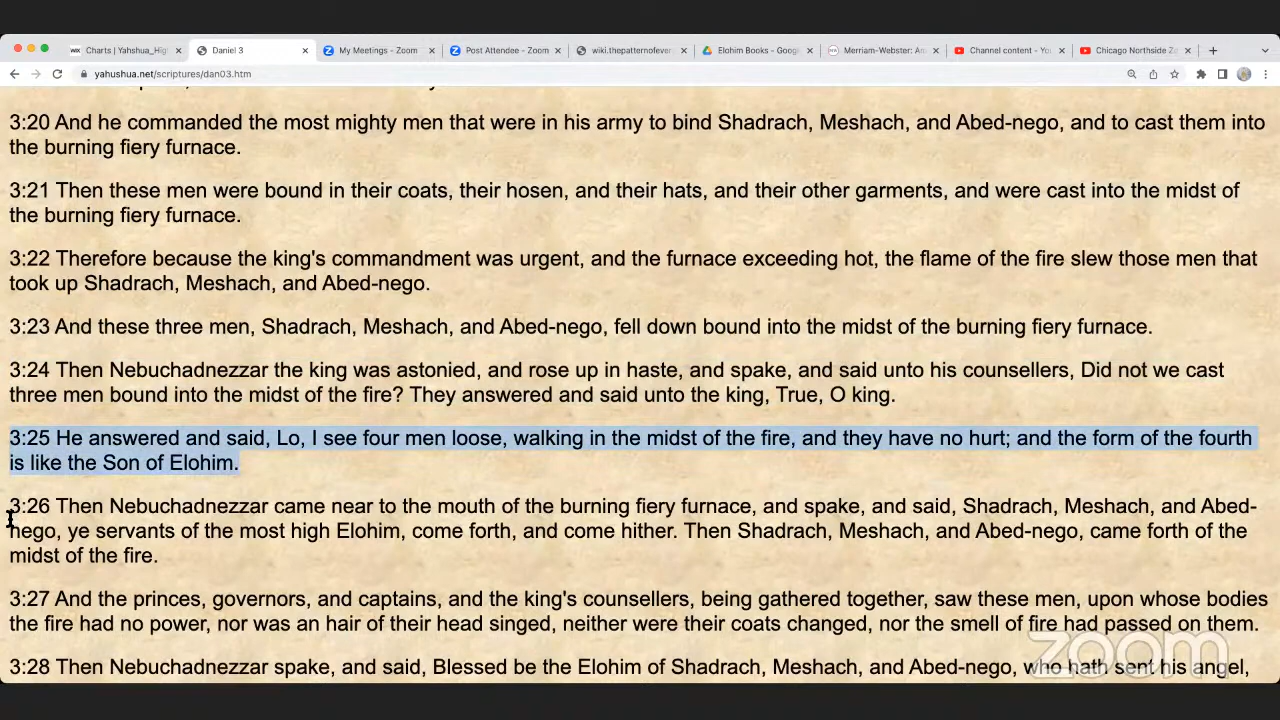 Charts | Yahshua_Hig
Daniel 3
My Meetings - Zoom
Post Attendee - Zoom
wiki.thepatternofever
Elohim Books - Goog
Merriam-Webster: Am
Channel content - Yo
Chicago Northside Z
yahushua.net/scriptures/dan03.htm
3:20 And he commanded the most mighty men that were in his army to bind Shadrach, Meshach, and Abed-nego, and to cast them into
the burning fiery furnace.
3:21 Then these men were bound in their coats, their hosen, and their hats, and their other garments, and were cast into the midst of
the burning fiery furnace.
3:22 Therefore because the king's commandment was urgent, and the furnace exceeding hot, the flame of the fire slew those men that
took up Shadrach, Meshach, and Abed-nego.
3:23 And these three men, Shadrach, Meshach, and Abed-nego, fell down bound into the midst of the burning fiery furnace.
3:24 Then Nebuchadnezzar the king was astonied, and rose up in haste, and spake, and said unto his counsellers, Did not we cast
three men bound into the midst of the fire? They answered and said unto the king, True, O king.
3:25 He answered and said, Lo, I see four men loose, walking in the midst of the fire, and they have no hurt; and the form of the fourth
is like the Son of Elohim.
3:26 Then Nebuchadnezzar came near to the mouth of the burning fiery furnace, and spake, and said, Shadrach, Meshach, and Abed-
nego, ye servants of the most high Elohim, come forth, and come hither. Then Shadrach, Meshach, and Abed-nego, came forth of the
midst of the fire.
3:27 And the princes, governors, and captains, and the king's counsellers, being gathered together, saw these men, upon whose bodies
the fire had no power, nor was an hair of their head singed, neither were their coats changed, nor the smell of fire had passed on them.
3:28 Then Nebuchadnezzar spake, and said, Blessed be the Elohim of Shadrach, Meshach, and Abed-nego, who hath sent his angel,
zoom